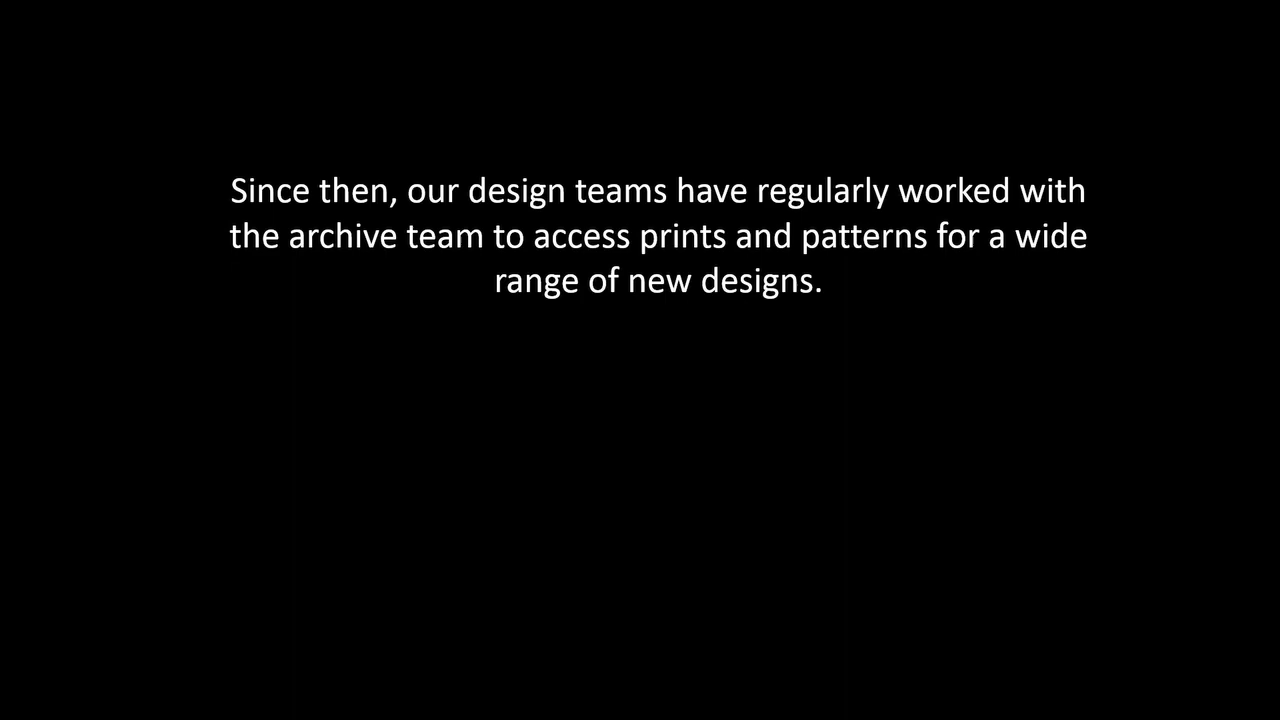 Since then, our design teams have regularly worked with
the archive team to access prints and patterns for a wide
range of new designs.